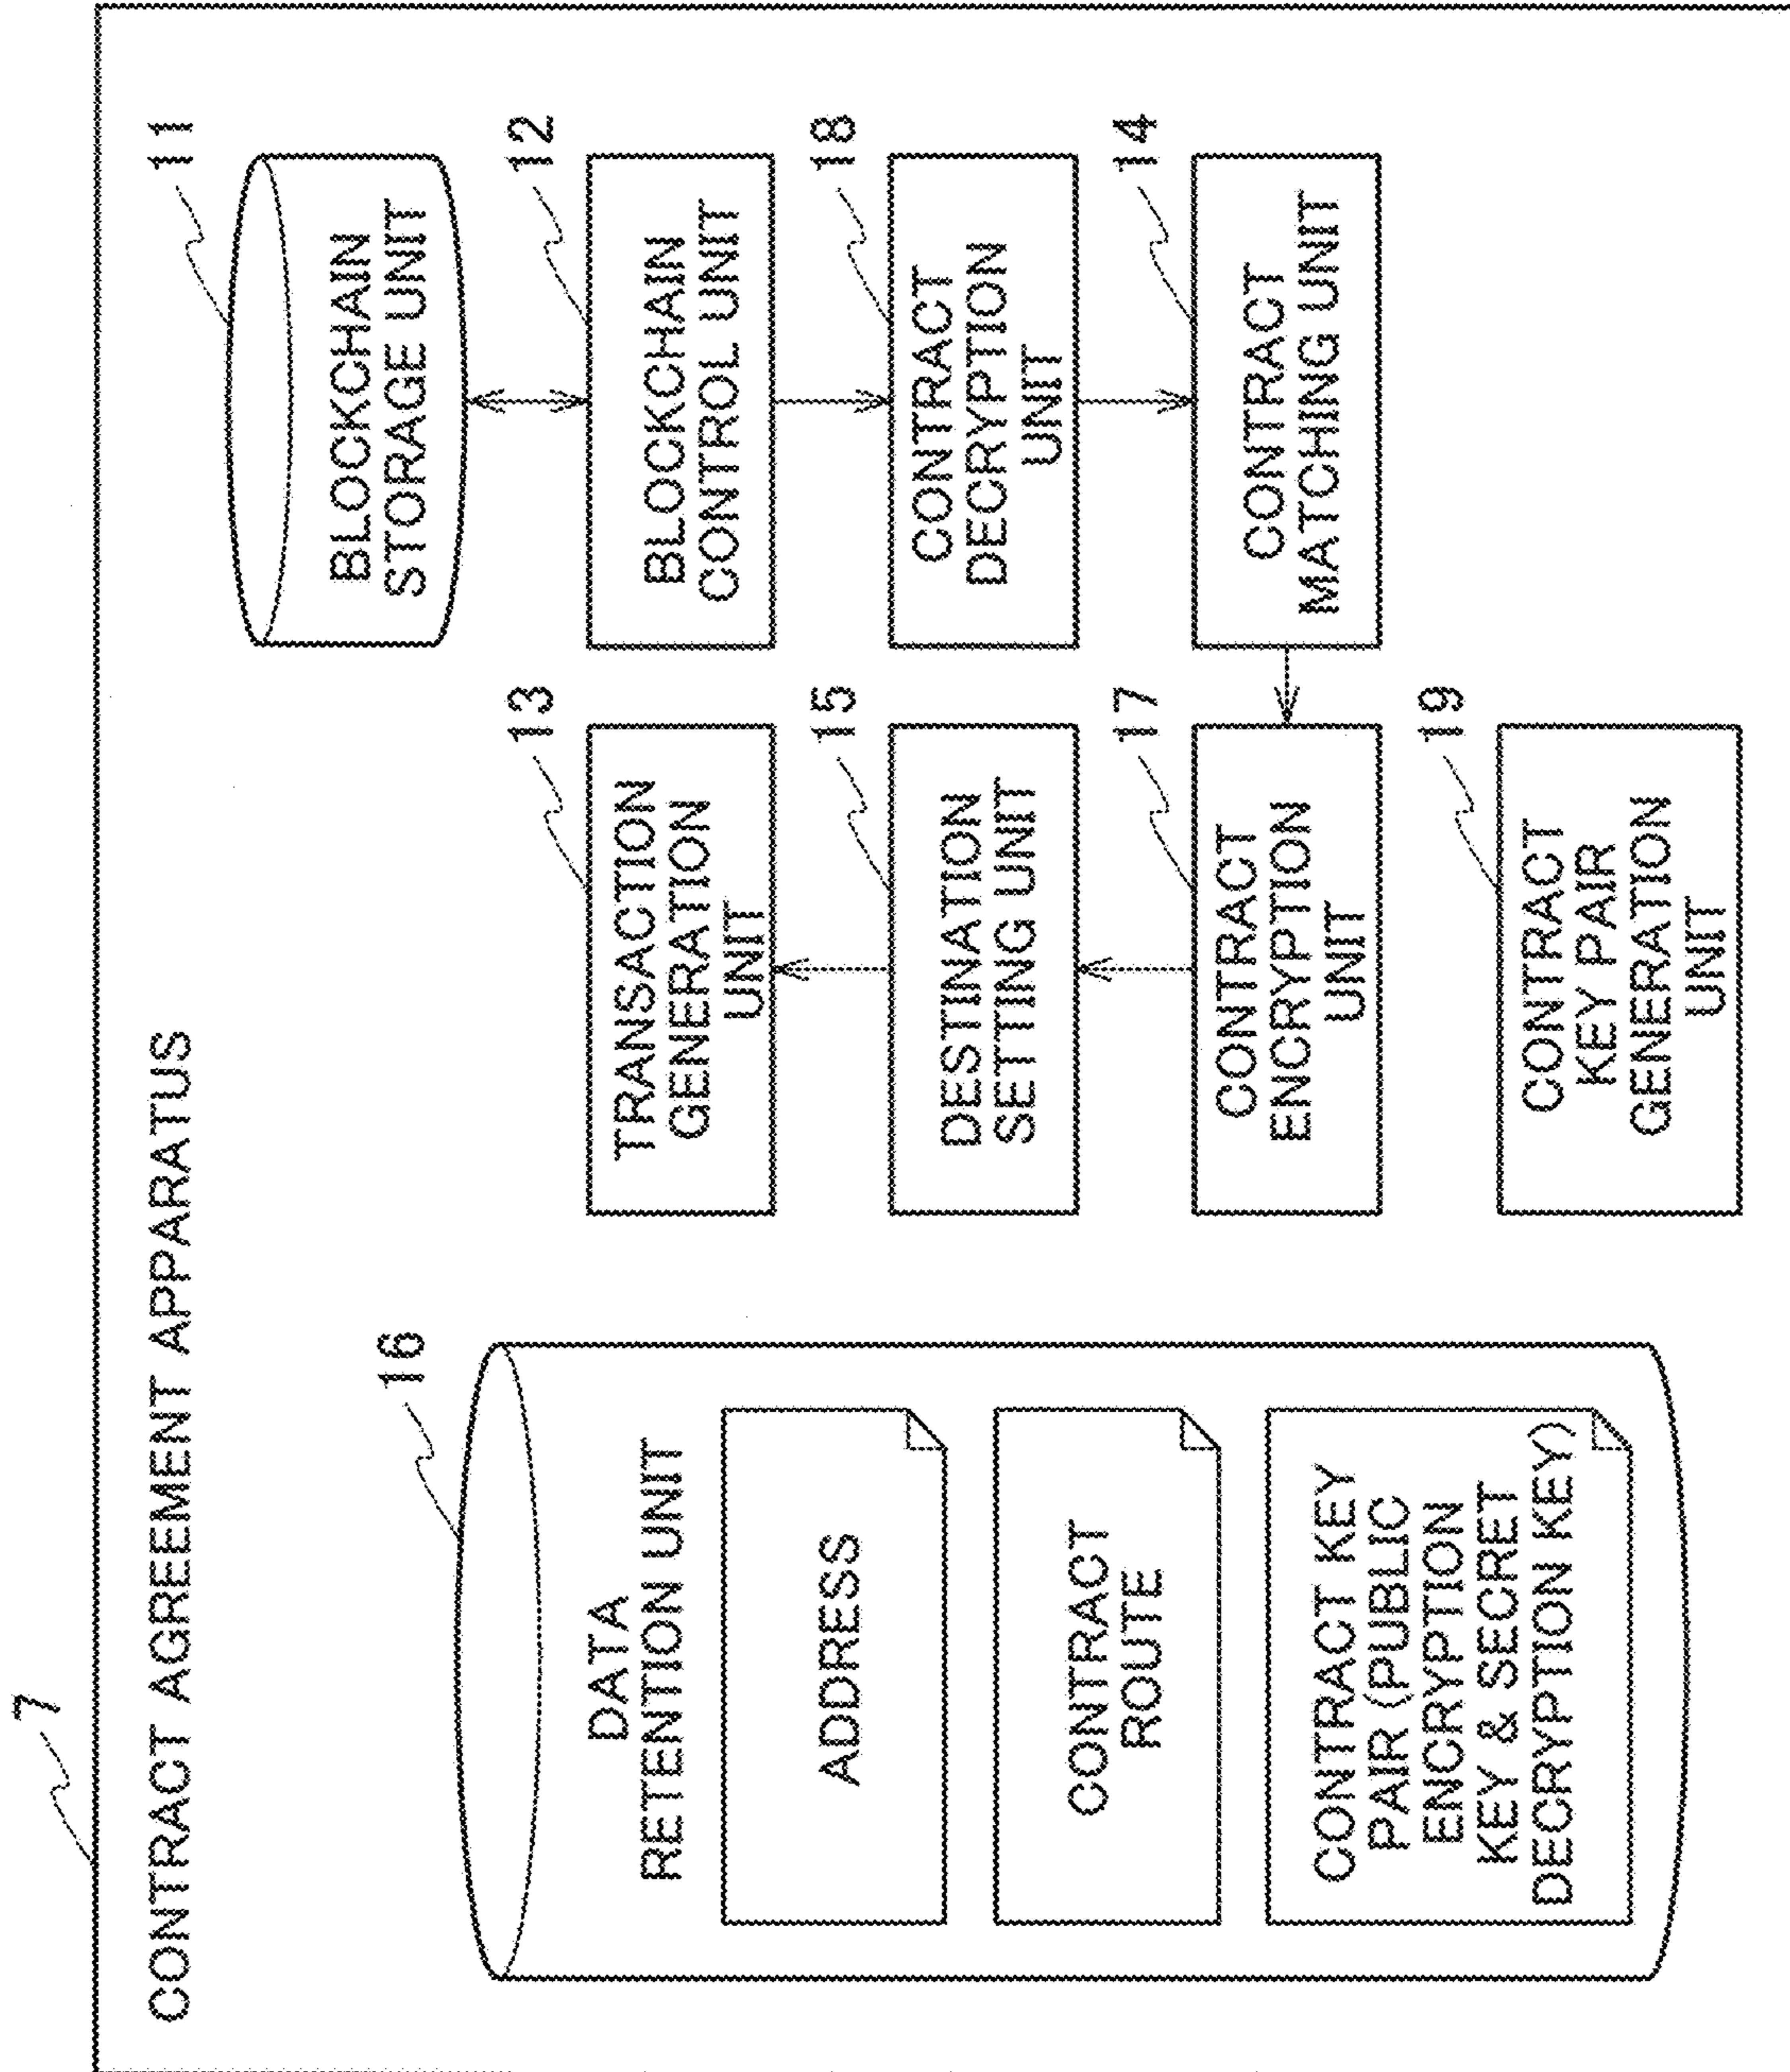 7
CONTRACT AGREEMENT APPARATUS
16
DATA
RETENTION UNIT
ADDRESS
CONTRACT
ROUTE
CONTRACT KEY
PAIR (PUBLIC
ENCRYPTION
KEY & SECRET
DECRYPTION KEY)
13
TRANSACTION
GENERATION
UNIT
15
DESTINATION
SETTING UNIT
17
CONTRACT
ENCRYPTION
UNIT
19
CONTRACT
KEY PAIR
GENERATION
UNIT
11
BLOCKCHAIN
STORAGE UNIT
12
BLOCKCHAIN
CONTROL UNIT
18
CONTRACT
DECRYPTION
UNIT
14
CONTRACT
MATCHING UNIT